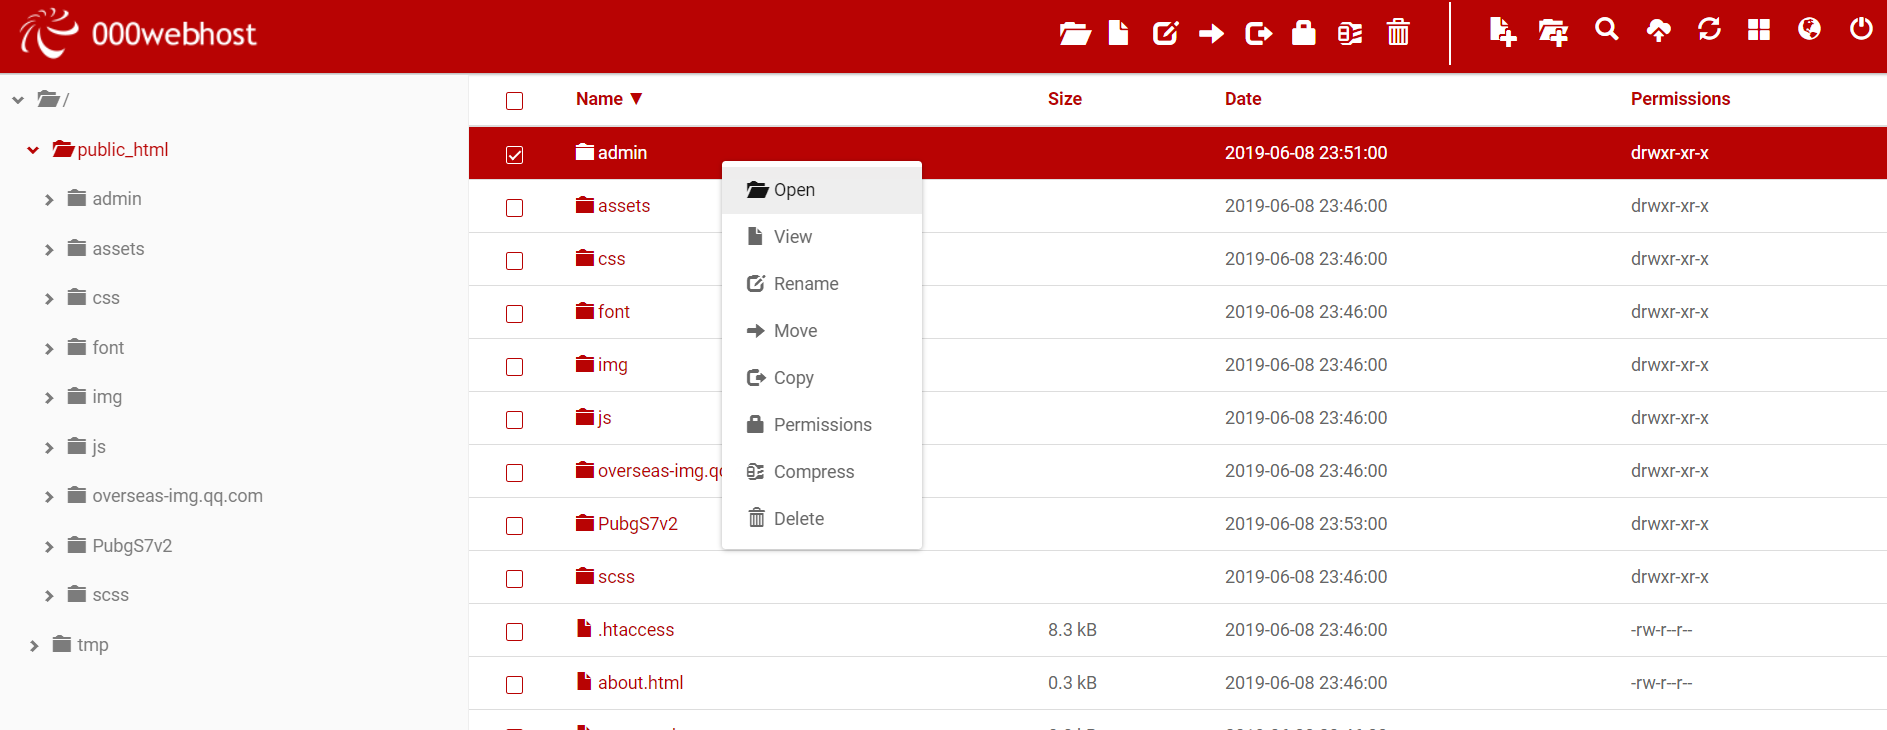 000webhost
/
public_html
admin
assets
css
font
img
js
overseas-img.qq.com
PubgS7v2
scss
tmp
Name ▼ Size Date Permissions
admin 2019-06-08 23:51:00 drwxr-xr-x
assets 2019-06-08 23:46:00 drwxr-xr-x
css 2019-06-08 23:46:00 drwxr-xr-x
font 2019-06-08 23:46:00 drwxr-xr-x
img 2019-06-08 23:46:00 drwxr-xr-x
js 2019-06-08 23:46:00 drwxr-xr-x
overseas-img.qc 2019-06-08 23:46:00 drwxr-xr-x
PubgS7v2 2019-06-08 23:53:00 drwxr-xr-x
scss 2019-06-08 23:46:00 drwxr-xr-x
.htaccess 8.3 kB 2019-06-08 23:46:00 -rw-r--r--
about.html 0.3 kB 2019-06-08 23:46:00 -rw-r--r--
Open
View
Rename
Move
Copy
Permissions
Compress
Delete